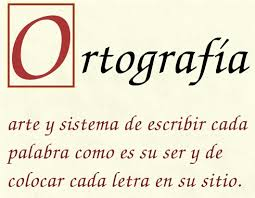 Ortografía
arte y sistema de escribir cada
palabra como es su ser y de
colocar cada letra en su sitio.